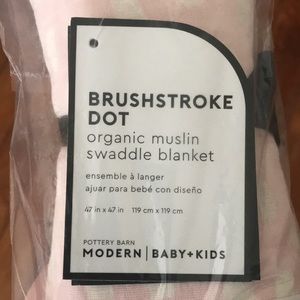 BRUSHSTROKE
DOT
organic muslin
swaddle blanket
ensemble à langer
ajuar para bebé con diseño
47 in x 47 in 119 cm x 119 cm
POTTERY BARN
MODERN | BABY+KIDS